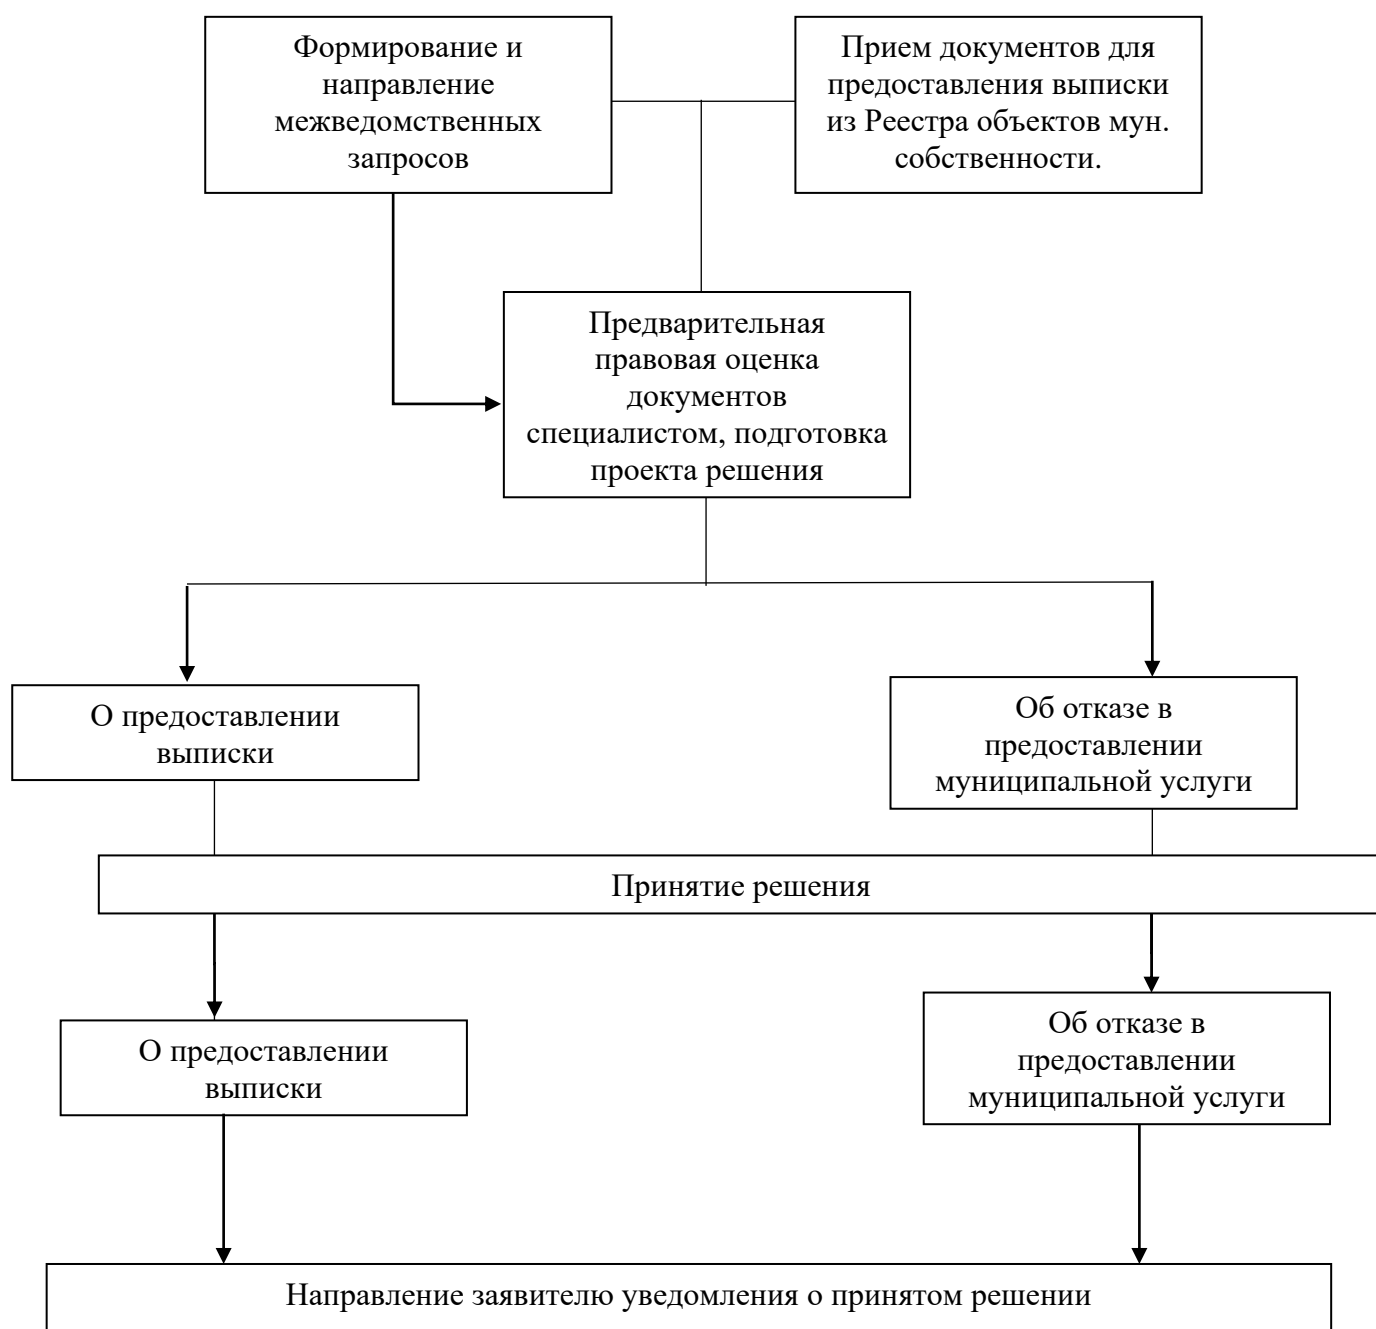 Формирование и
направление
межведомственных
запросов
Прием документов для
предоставления выписки
из Реестра объектов мун.
собственности.
Предварительная
правовая оценка
документов
специалистом, подготовка
проекта решения
О предоставлении
выписки
Об отказе в
предоставлении
муниципальной услуги
Принятие решения
О предоставлении
выписки
Об отказе в
предоставлении
муниципальной услуги
Направление заявителю уведомления о принятом решении